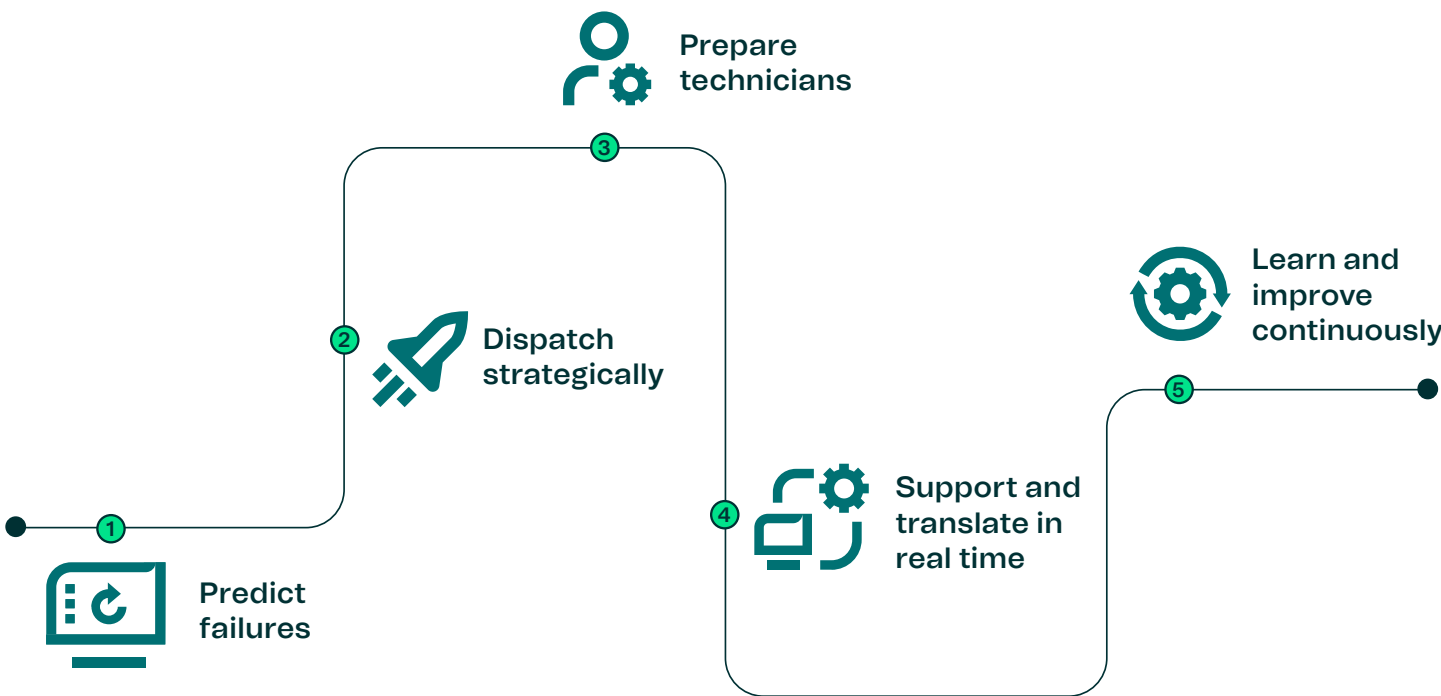 1
Predict
failures
2
Dispatch
strategically
3
Prepare
technicians
4
Support and
translate in
real time
5
Learn and
improve
continuously